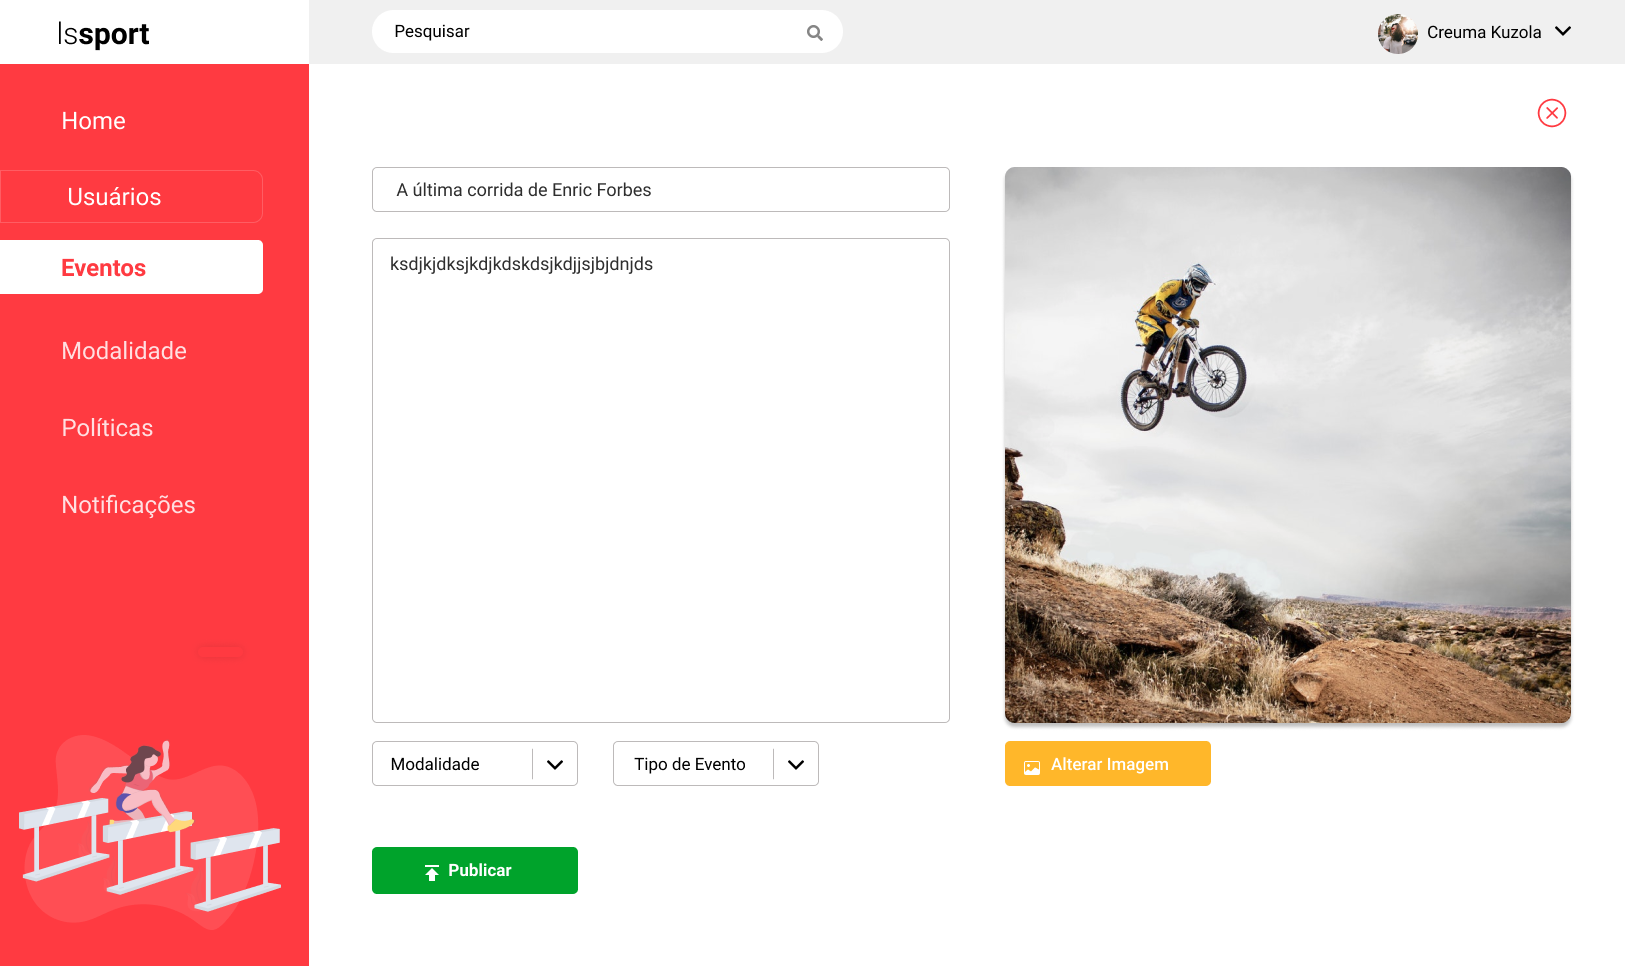 lssport
Pesquisar
Creuma Kuzola
Home
Usuários
Eventos
Modalidade
Políticas
Notificações
A última corrida de Enric Forbes
ksdjkjdksjkdjkdskdsjkdjjsjbjdnjds
Modalidade
Tipo de Evento
Alterar Imagem
Publicar